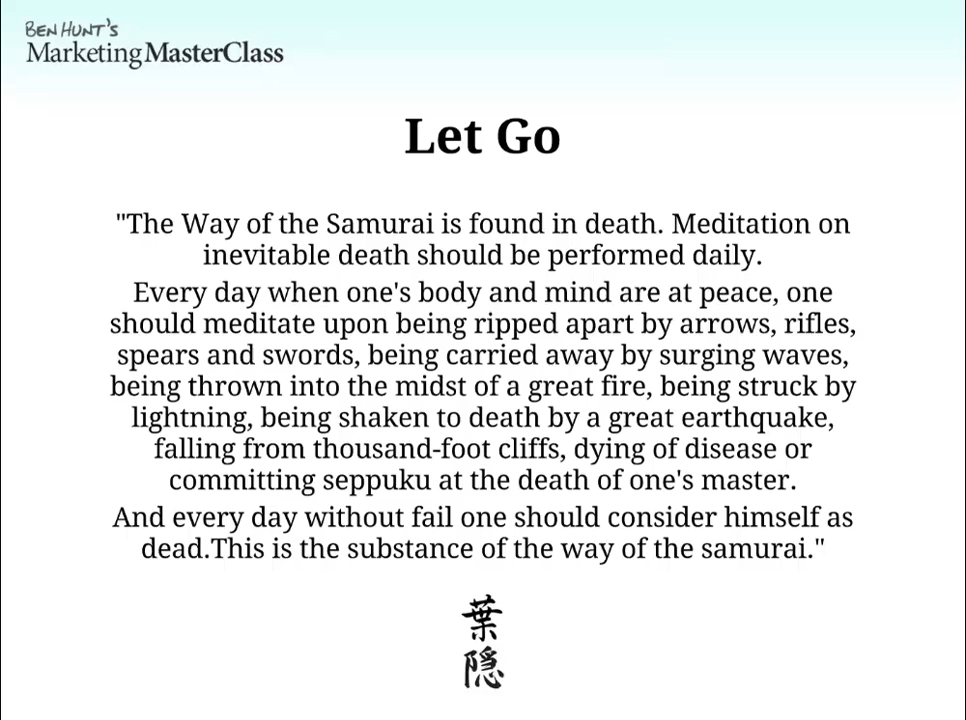 BEN HUNT'S
Marketing MasterClass
Let Go
"The Way of the Samurai is found in death. Meditation on
inevitable death should be performed daily.
Every day when one's body and mind are at peace, one
should meditate upon being ripped apart by arrows, rifles,
spears and swords, being carried away by surging waves,
being thrown into the midst of a great fire, being struck by
lightning, being shaken to death by a great earthquake,
falling from thousand-foot cliffs, dying of disease or
committing seppuku at the death of one's master.
And every day without fail one should consider himself as
dead.This is the substance of the way of the samurai."
葉
隠